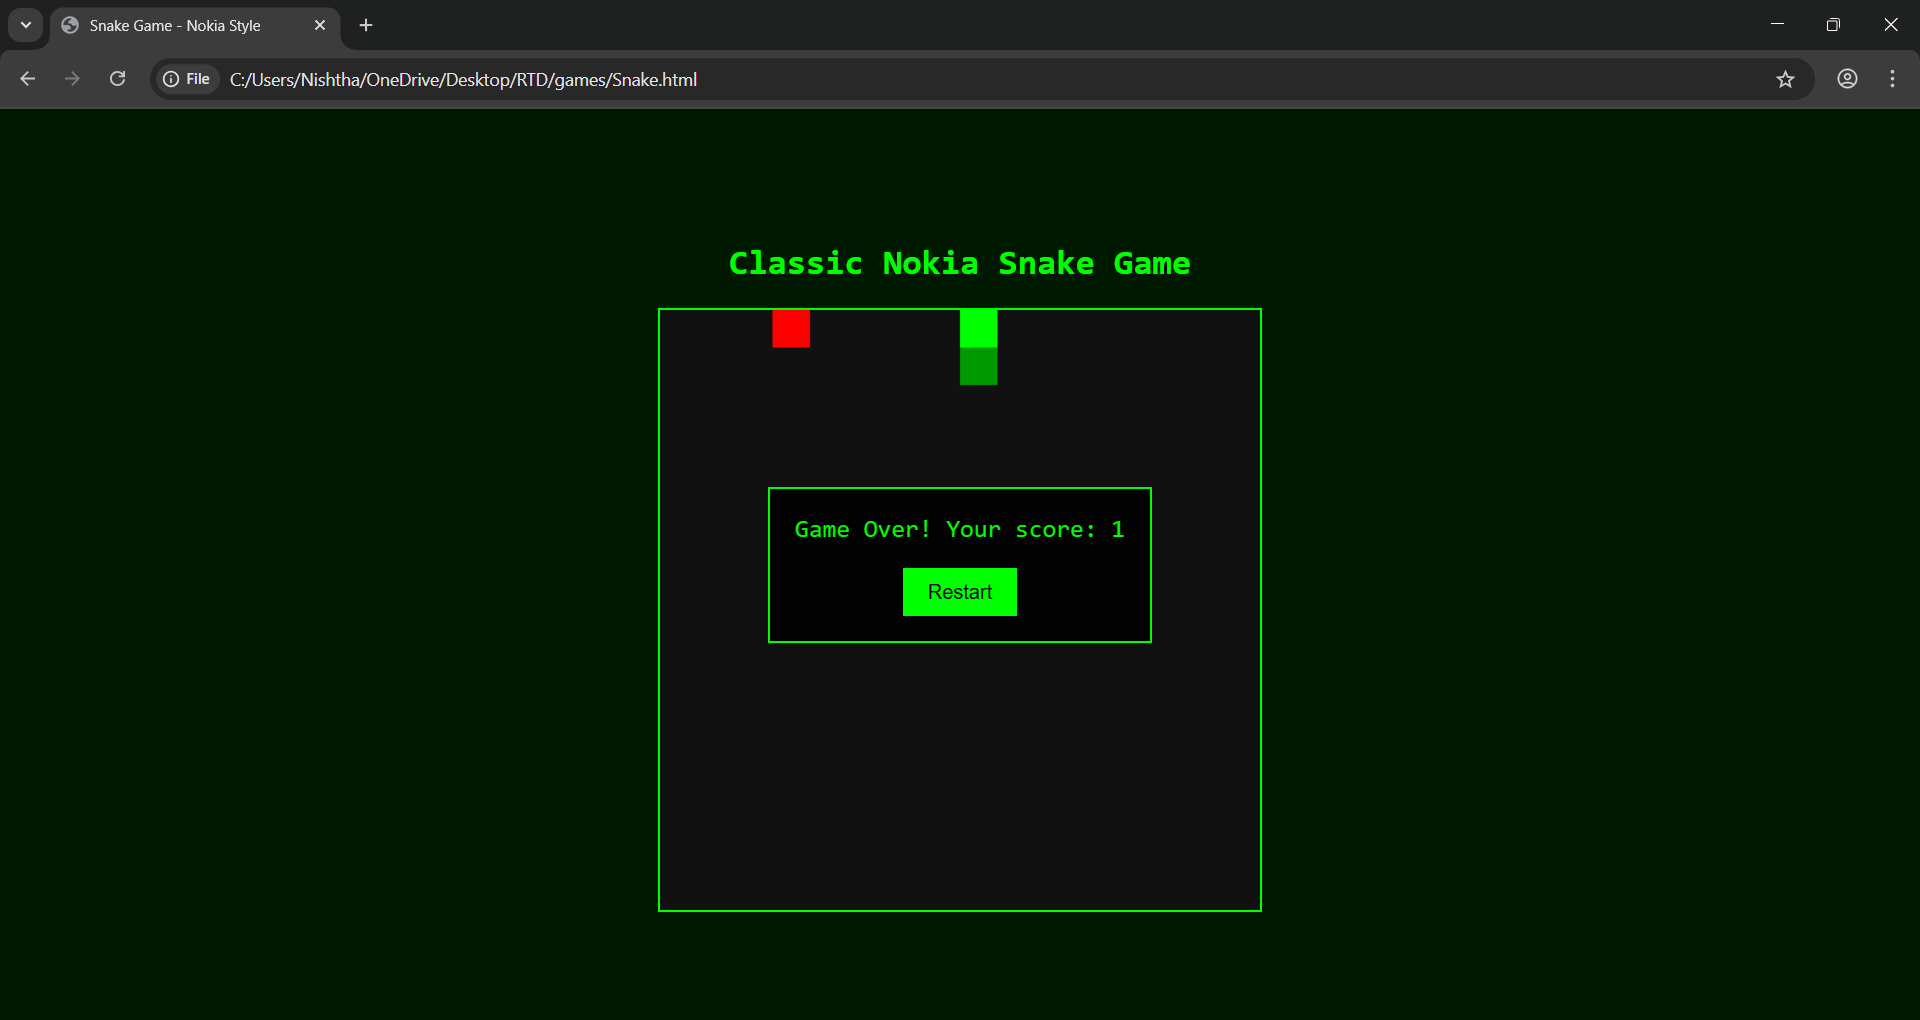 Snake Game - Nokia Style
File C:/Users/Nishtha/OneDrive/Desktop/RTD/games/Snake.html
Classic Nokia Snake Game
Game Over! Your score: 1
Restart